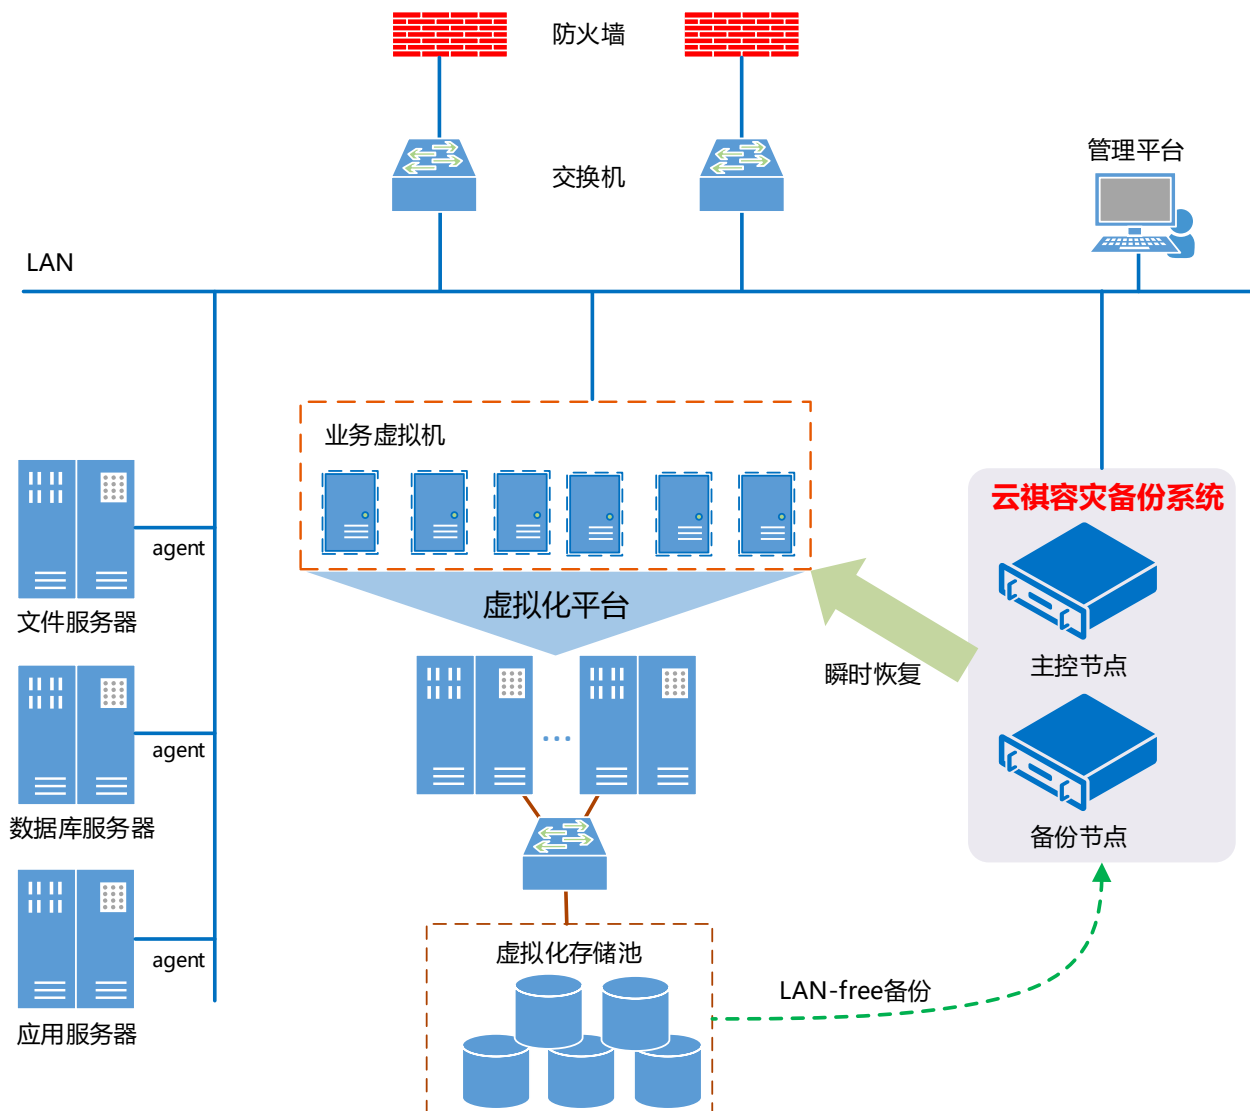 防火墙
交换机
管理平台
LAN
业务虚拟机
云祺容灾备份系统
agent
虚拟化平台
文件服务器
瞬时恢复
主控节点
agent
...
数据库服务器
备份节点
agent
虚拟化存储池
LAN-free备份
应用服务器